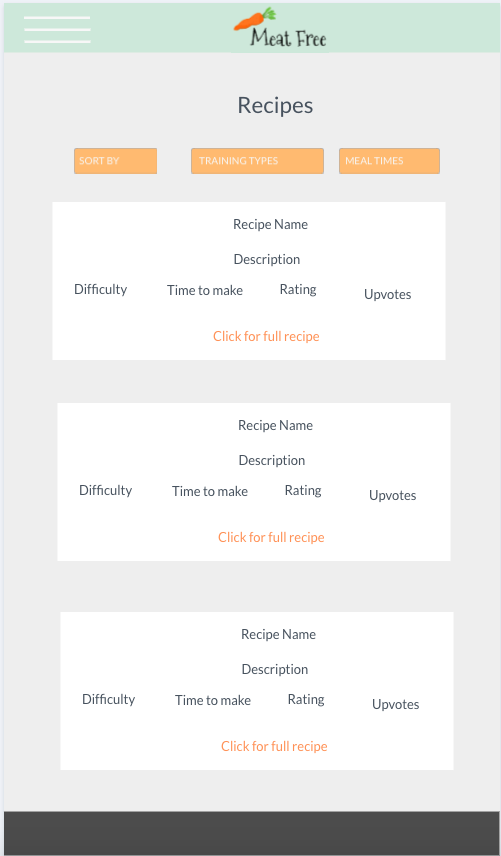 Meat Free
Recipes
SORT BY TRAINING TYPES MEAL TIMES
Recipe Name
Description
Difficulty Time to make Rating Upvotes
Click for full recipe
Recipe Name
Description
Difficulty Time to make Rating Upvotes
Click for full recipe
Recipe Name
Description
Difficulty Time to make Rating Upvotes
Click for full recipe